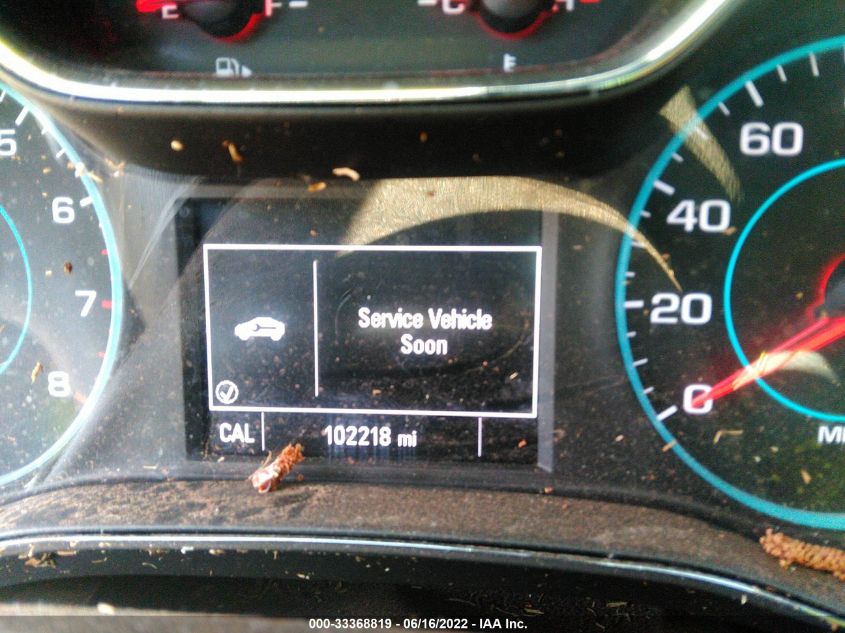 E F
C H
5
6
7
8
60
40
20
0
Service Vehicle
Soon
CAL 102218 mi
000-33368819 - 06/16/2022 - IAA Inc.